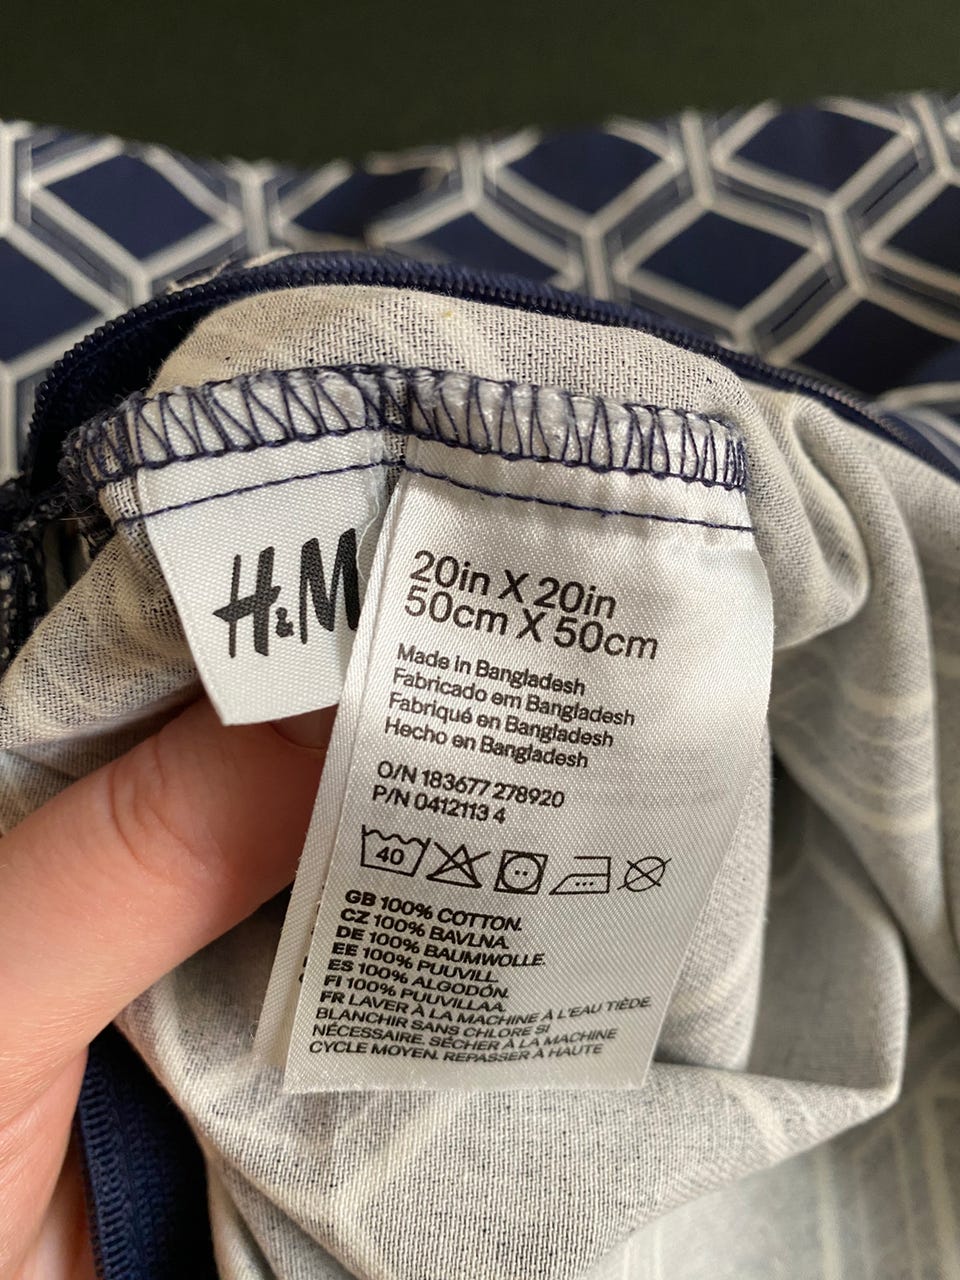 H&M
20in X 20in
50cm X 50cm
Made in Bangladesh
Fabricado em Bangladesh
Fabriqué en Bangladesh
Hecho en Bangladesh
O/N 183677 278920
P/N 0412113 4
40
GB 100% COTTON.
CZ 100% BAVLNA.
DE 100% BAUMWOLLE.
EE 100% PUUVILL.
ES 100% ALGODÓN.
FI 100% PUUVILLAA.
FR LAVER À LA MACHINE À L'EAU TIÈDE.
BLANCHIR SANS CHLORE SI
NÉCESSAIRE. SÉCHER À LA MACHINE
CYCLE MOYEN. REPASSER À HAUTE